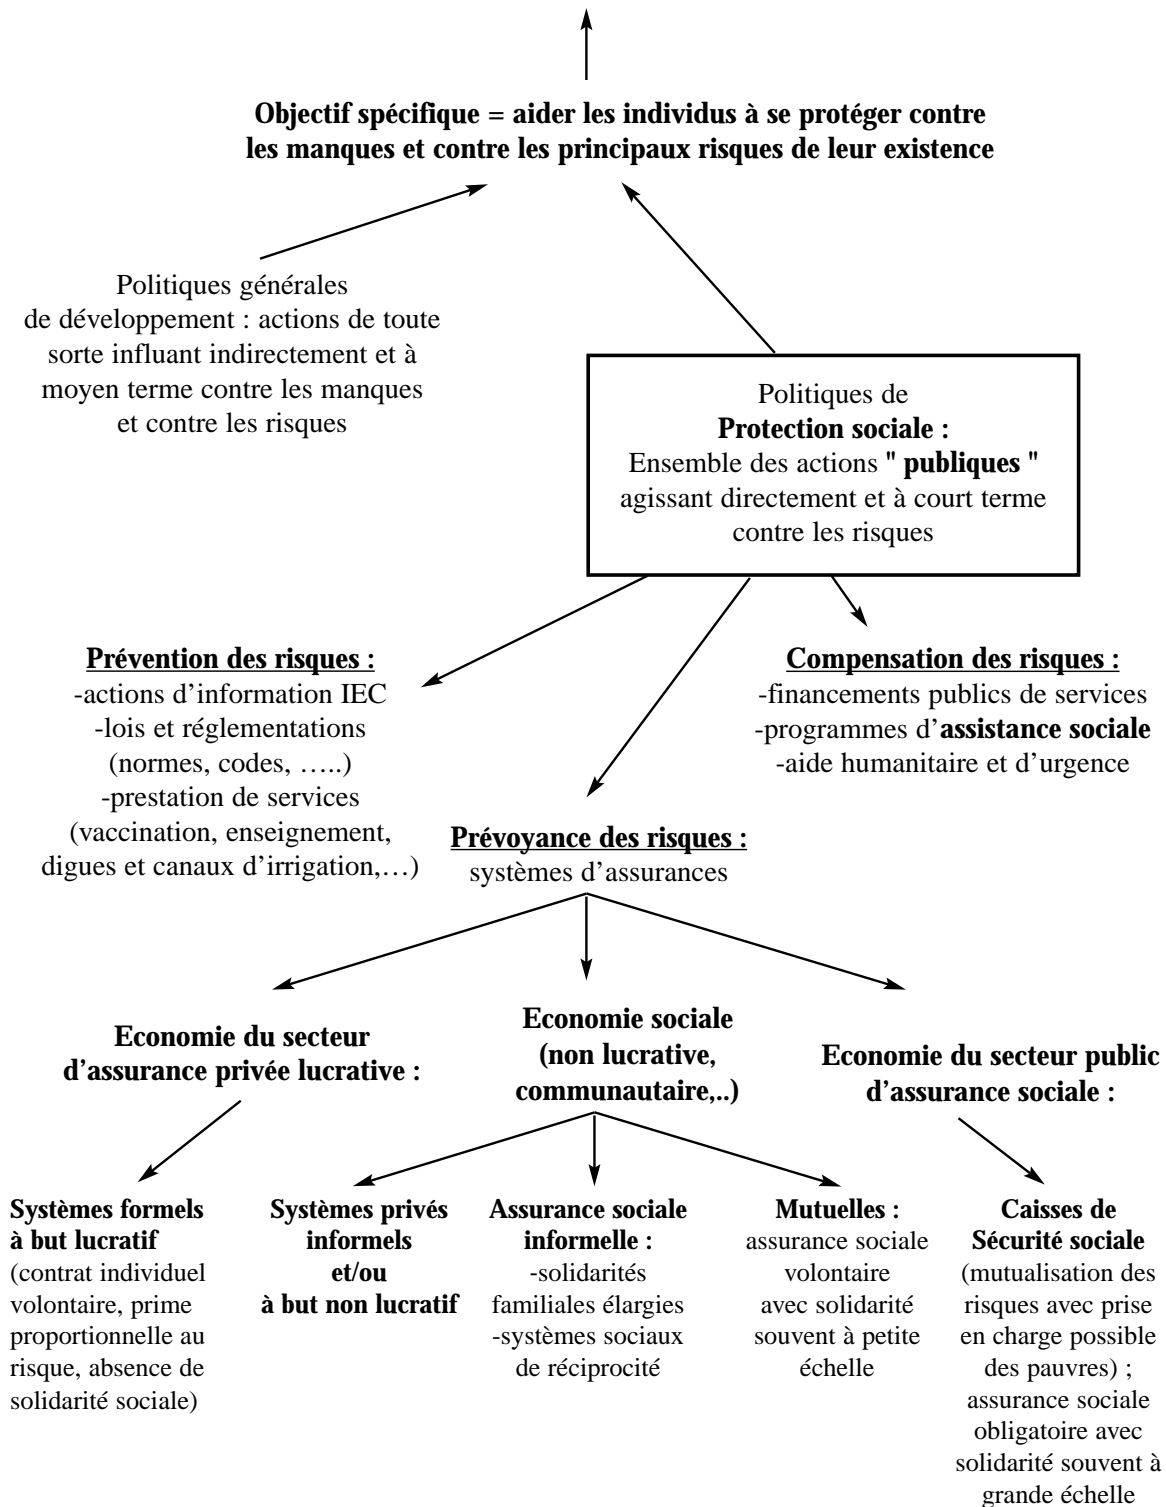 Objectif spécifique = aider les individus à se protéger contre
les manques et contre les principaux risques de leur existence
Politiques générales
de développement : actions de toute
sorte influant indirectement et à
moyen terme contre les manques
et contre les risques
Politiques de
Protection sociale :
Ensemble des actions " publiques "
agissant directement et à court terme
contre les risques
Prévention des risques :
-actions d’information IEC
-lois et réglementations
(normes, codes, …..)
-prestation de services
(vaccination, enseignement,
digues et canaux d’irrigation,…)
Compensation des risques :
-financements publics de services
-programmes d’assistance sociale
-aide humanitaire et d’urgence
Prévoyance des risques :
systèmes d’assurances
Economie du secteur
d’assurance privée lucrative :
Economie sociale
(non lucrative,
communautaire,..)
Economie du secteur public
d’assurance sociale :
Systèmes formels
à but lucratif
(contrat individuel
volontaire, prime
proportionnelle au
risque, absence de
solidarité sociale)
Systèmes privés
informels
et/ou
à but non lucratif
Assurance sociale
informelle :
-solidarités
familiales élargies
-systèmes sociaux
de réciprocité
Mutuelles :
assurance sociale
volontaire
avec solidarité
souvent à petite
échelle
Caisses de
Sécurité sociale
(mutualisation des
risques avec prise
en charge possible
des pauvres) ;
assurance sociale
obligatoire avec
solidarité souvent à
grande échelle